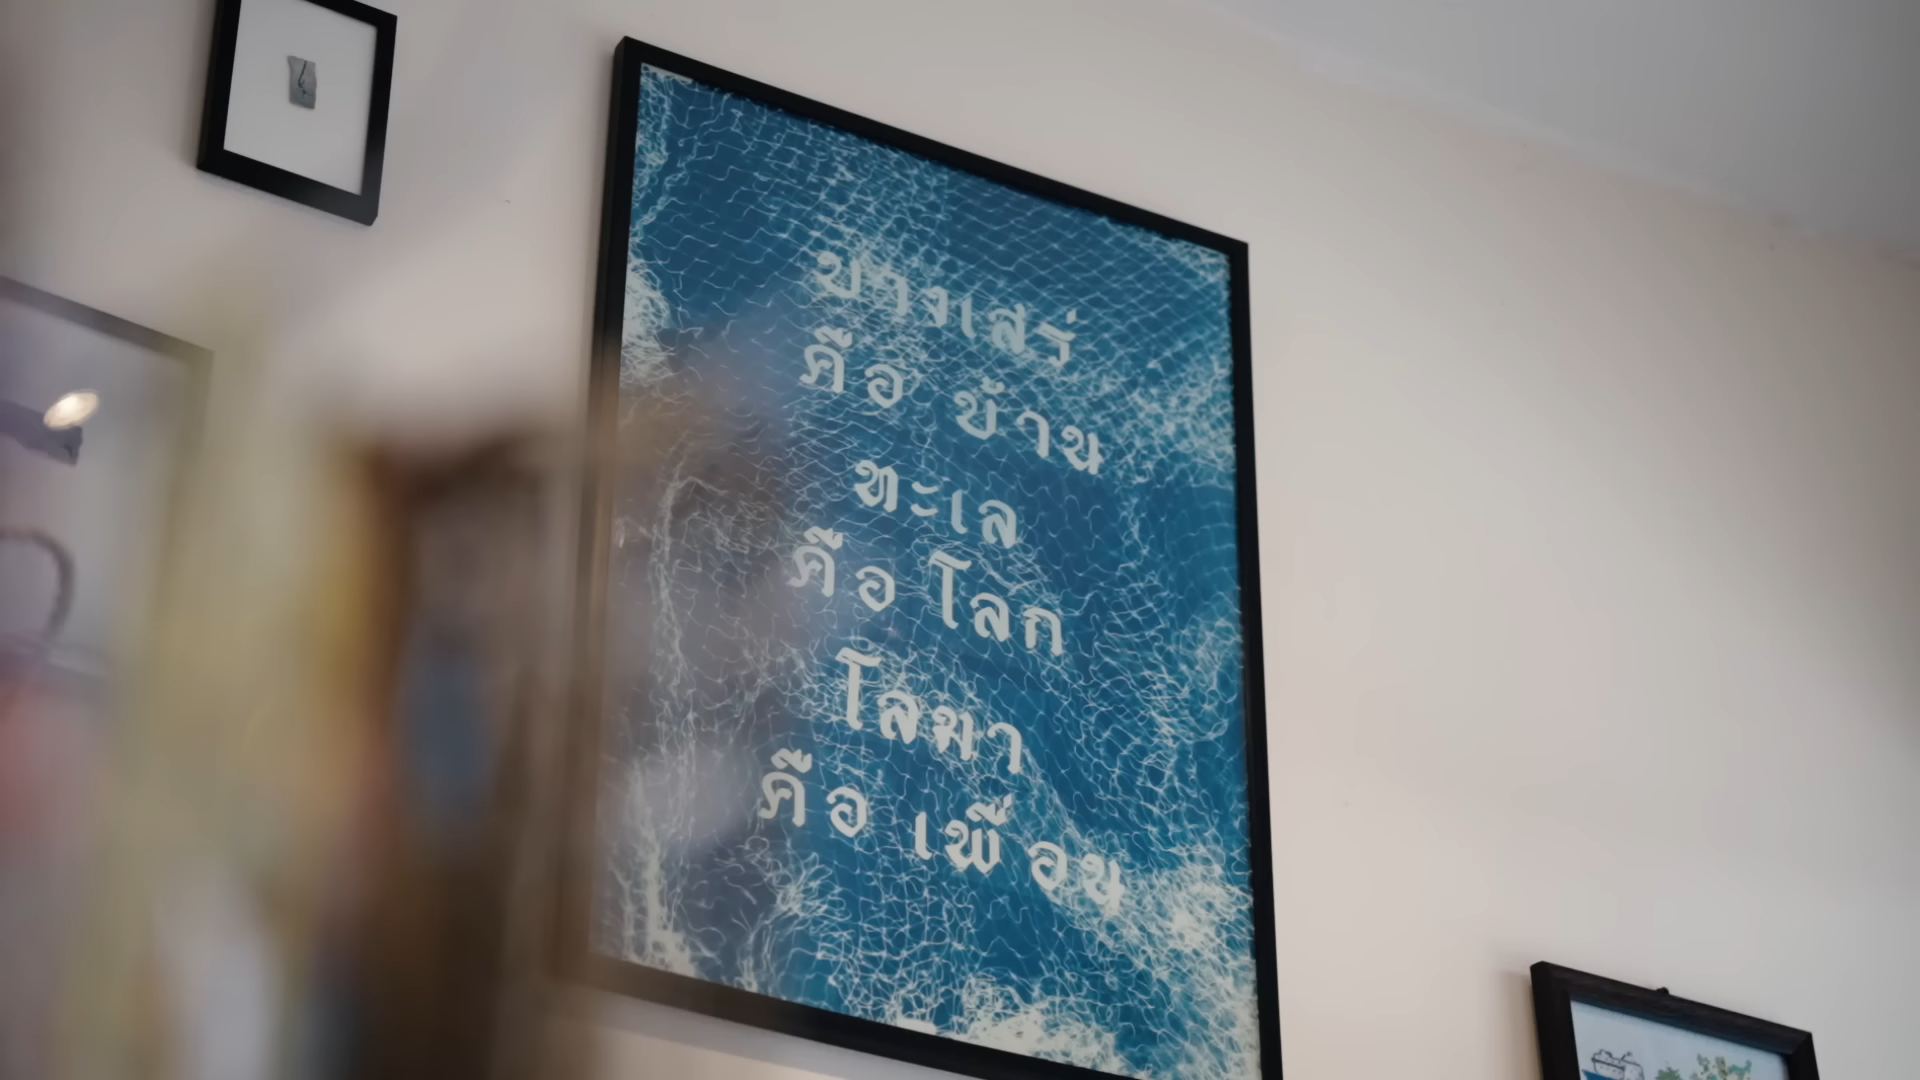 บางเสร่
คือ บ้าน
ทะเล
คือ โลก
โลมา
คือ เพื่อน